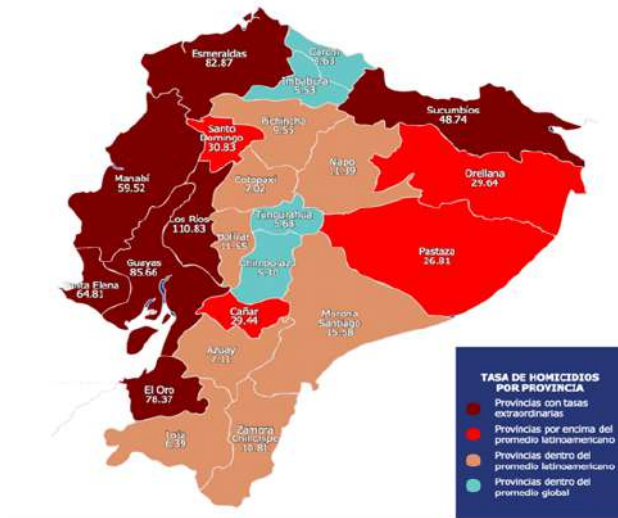 Esmeraldas
82.87
Carchi
Imbabura
5.53
Sucumbíos
48.74
Pichincha
9.55
Santo
Domingo
30.83
Napo
Orellana
29.64
Manabí
59.52
Cotopaxi
7.02
Los Ríos
110.83
Tungurahua
5.68
Bolívar
Pastaza
26.81
Guayas
85.66
Chimborazo
Santa Elena
64.81
Cañar
29.44
Morona
Santiago
15.58
Azuay
El Oro
78.37
Loja
Zamora
Chinchipe
10.81
TASA DE HOMICIDIOS
POR PROVINCIA
Provincias con tasas
extraordinarias
Provincias por encima del
promedio latinoamericano
Provincias dentro del
promedio latinoamericano
Provincias dentro del
promedio global